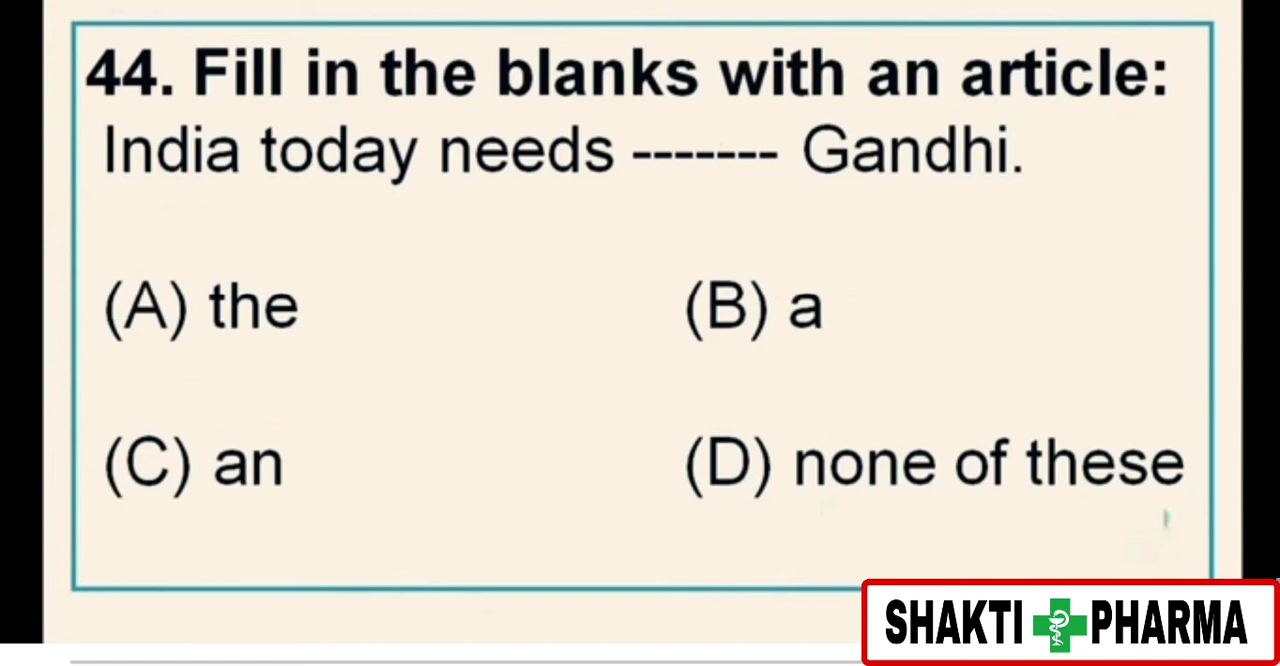 44. Fill in the blanks with an article:
India today needs ------- Gandhi.
(A) the (B) a
(C) an (D) none of these
SHAKTI PHARMA